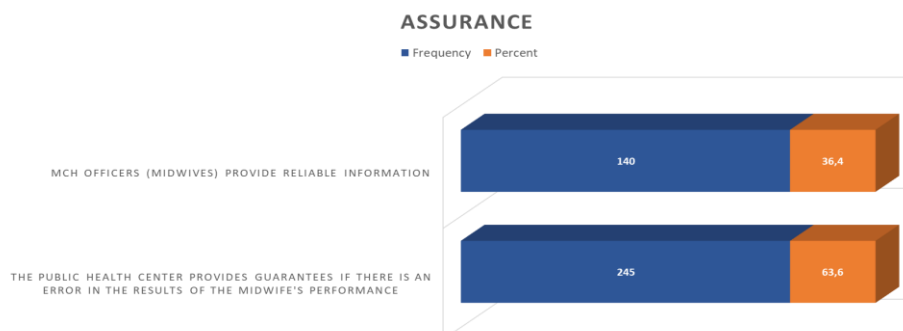 ASSURANCE
Frequency Percent
MCH OFFICERS (MIDWIVES) PROVIDE RELIABLE INFORMATION
140 36,4
THE PUBLIC HEALTH CENTER PROVIDES GUARANTEES IF THERE IS AN
ERROR IN THE RESULTS OF THE MIDWIFE'S PERFORMANCE
245 63,6